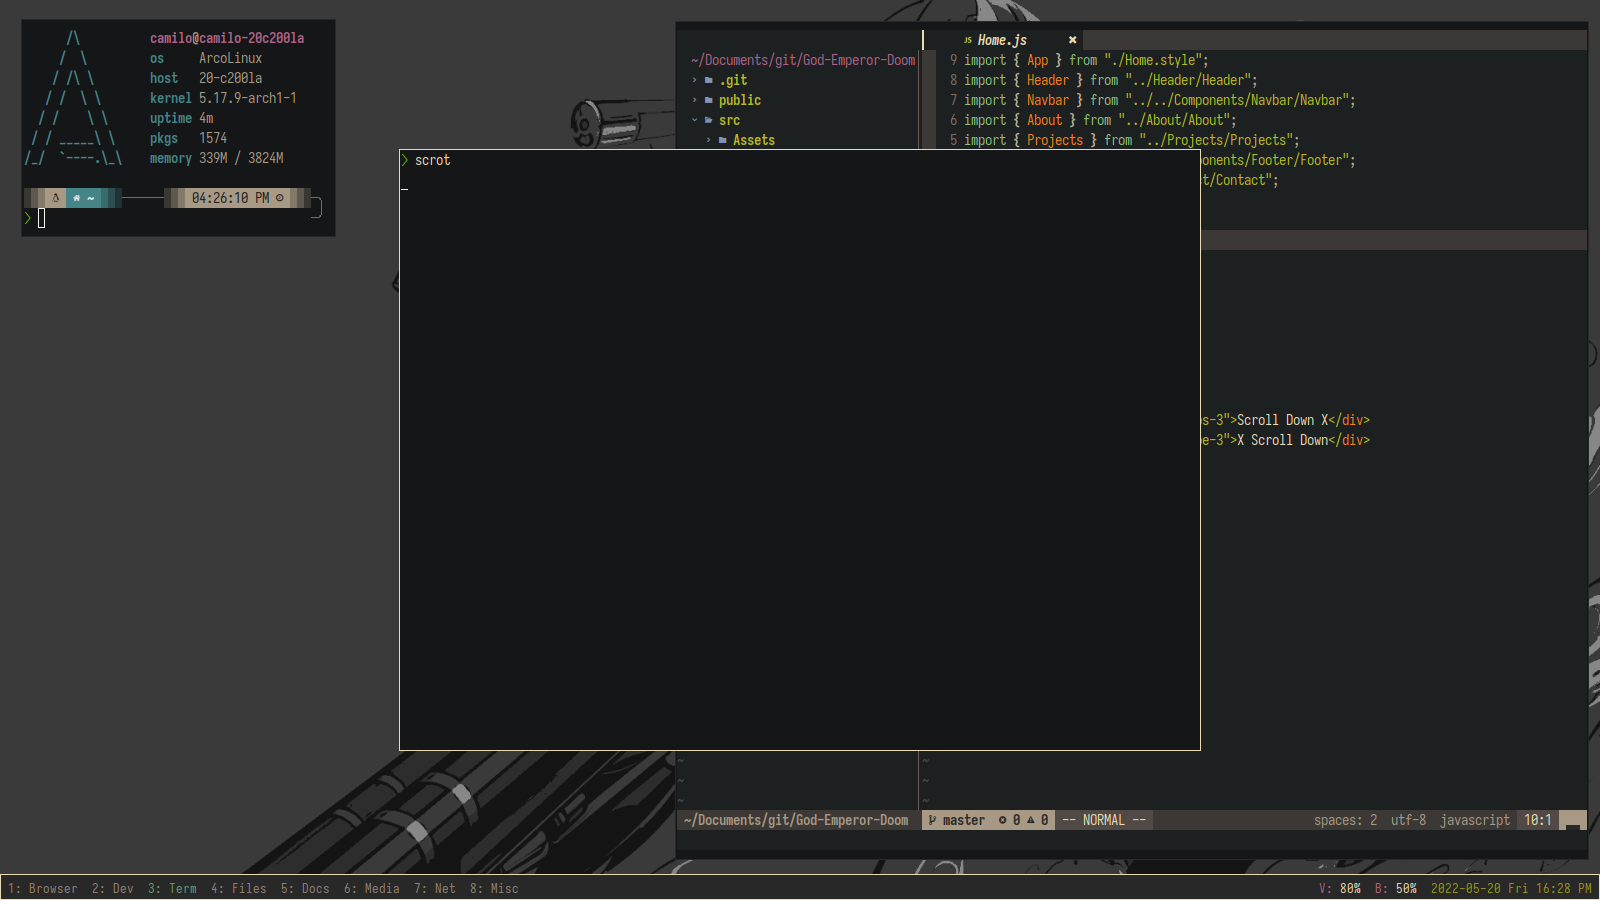 camilo@camilo-20c200la
os ArcoLinux
host 20-c200la
kernel 5.17.9-arch1-1
uptime 4m
pkgs 1574
memory 339M / 3824M
~
04:26:10 PM
❯
~/Documents/git/God-Emperor-Doom
› .git
› public
⌄ src
› Assets
JS Home.js ✖
9 import { App } from "./Home.style";
8 import { Header } from "../Header/Header";
7 import { Navbar } from "../../Components/Navbar/Navbar";
6 import { About } from "../About/About";
5 import { Projects } from "../Projects/Projects";
onents/Footer/Footer";
t/Contact";
❯ scrot
s-3">Scroll Down X</div>
e-3">X Scroll Down</div>
~ ~
~ ~
~ ~
~/Documents/git/God-Emperor-Doom
master 0 0 -- NORMAL -- spaces: 2 utf-8 javascript 10:1
1: Browser 2: Dev 3: Term 4: Files 5: Docs 6: Media 7: Net 8: Misc
V: 80% B: 50% 2022-05-20 Fri 16:28 PM